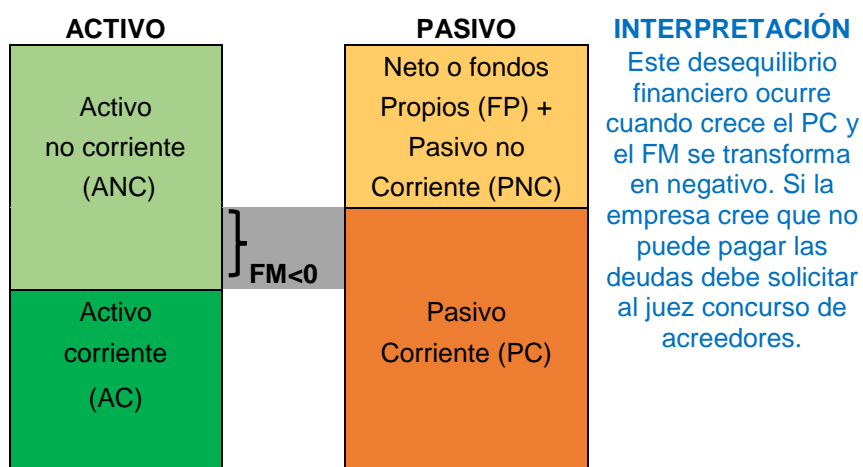 ACTIVO
Activo
no corriente
(ANC)
FM<0
Activo
corriente
(AC)
PASIVO
Neto o fondos
Propios (FP) +
Pasivo no
Corriente (PNC)
Pasivo
Corriente (PC)
INTERPRETACIÓN
Este desequilibrio
financiero ocurre
cuando crece el PC y
el FM se transforma
en negativo. Si la
empresa cree que no
puede pagar las
deudas debe solicitar
al juez concurso de
acreedores.